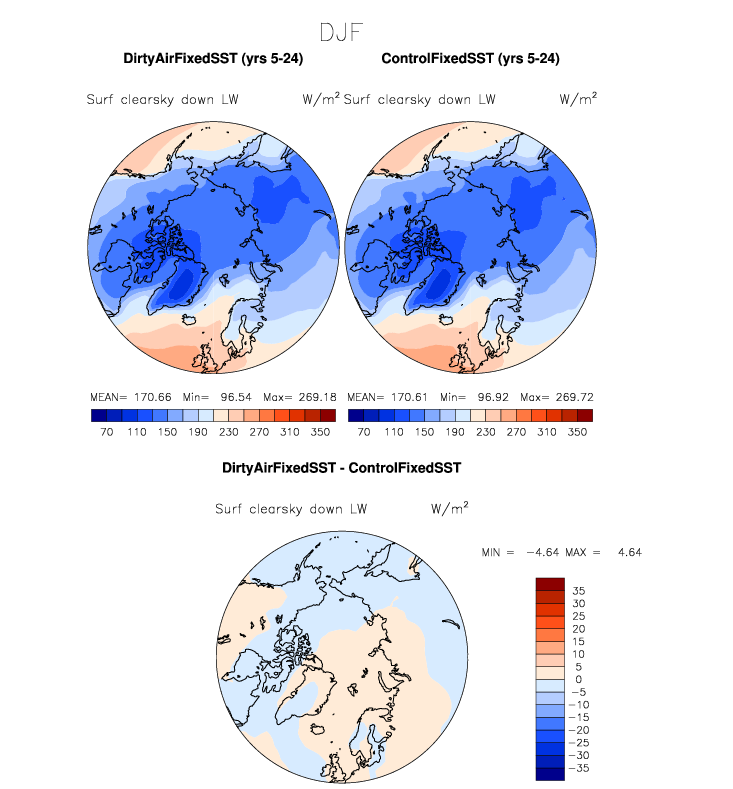 DJF
DirtyAirFixedSST (yrs 5-24) ControlFixedSST (yrs 5-24)
Surf clearsky down LW W/m² Surf clearsky down LW W/m²
MEAN= 170.66 Min= 96.54 Max= 269.18 MEAN= 170.61 Min= 96.92 Max= 269.72
70 110 150 190 230 270 310 350 70 110 150 190 230 270 310 350
DirtyAirFixedSST - ControlFixedSST
Surf clearsky down LW W/m²
MIN = -4.64 MAX = 4.64
35
30
25
20
15
10
5
0
-5
-10
-15
-20
-25
-30
-35